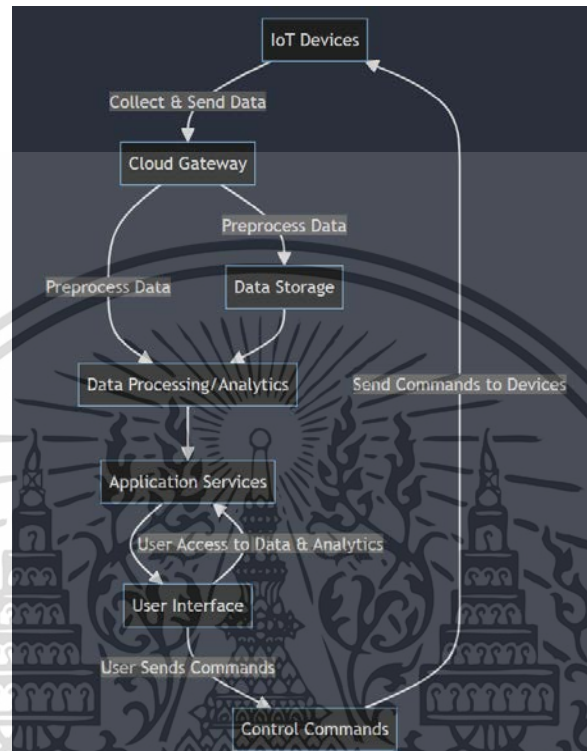 IoT Devices
Collect & Send Data
Cloud Gateway
Preprocess Data
Preprocess Data
Data Storage
Data Processing/Analytics
Send Commands to Devices
Application Services
User Access to Data & Analytics
User Interface
User Sends Commands
Control Commands